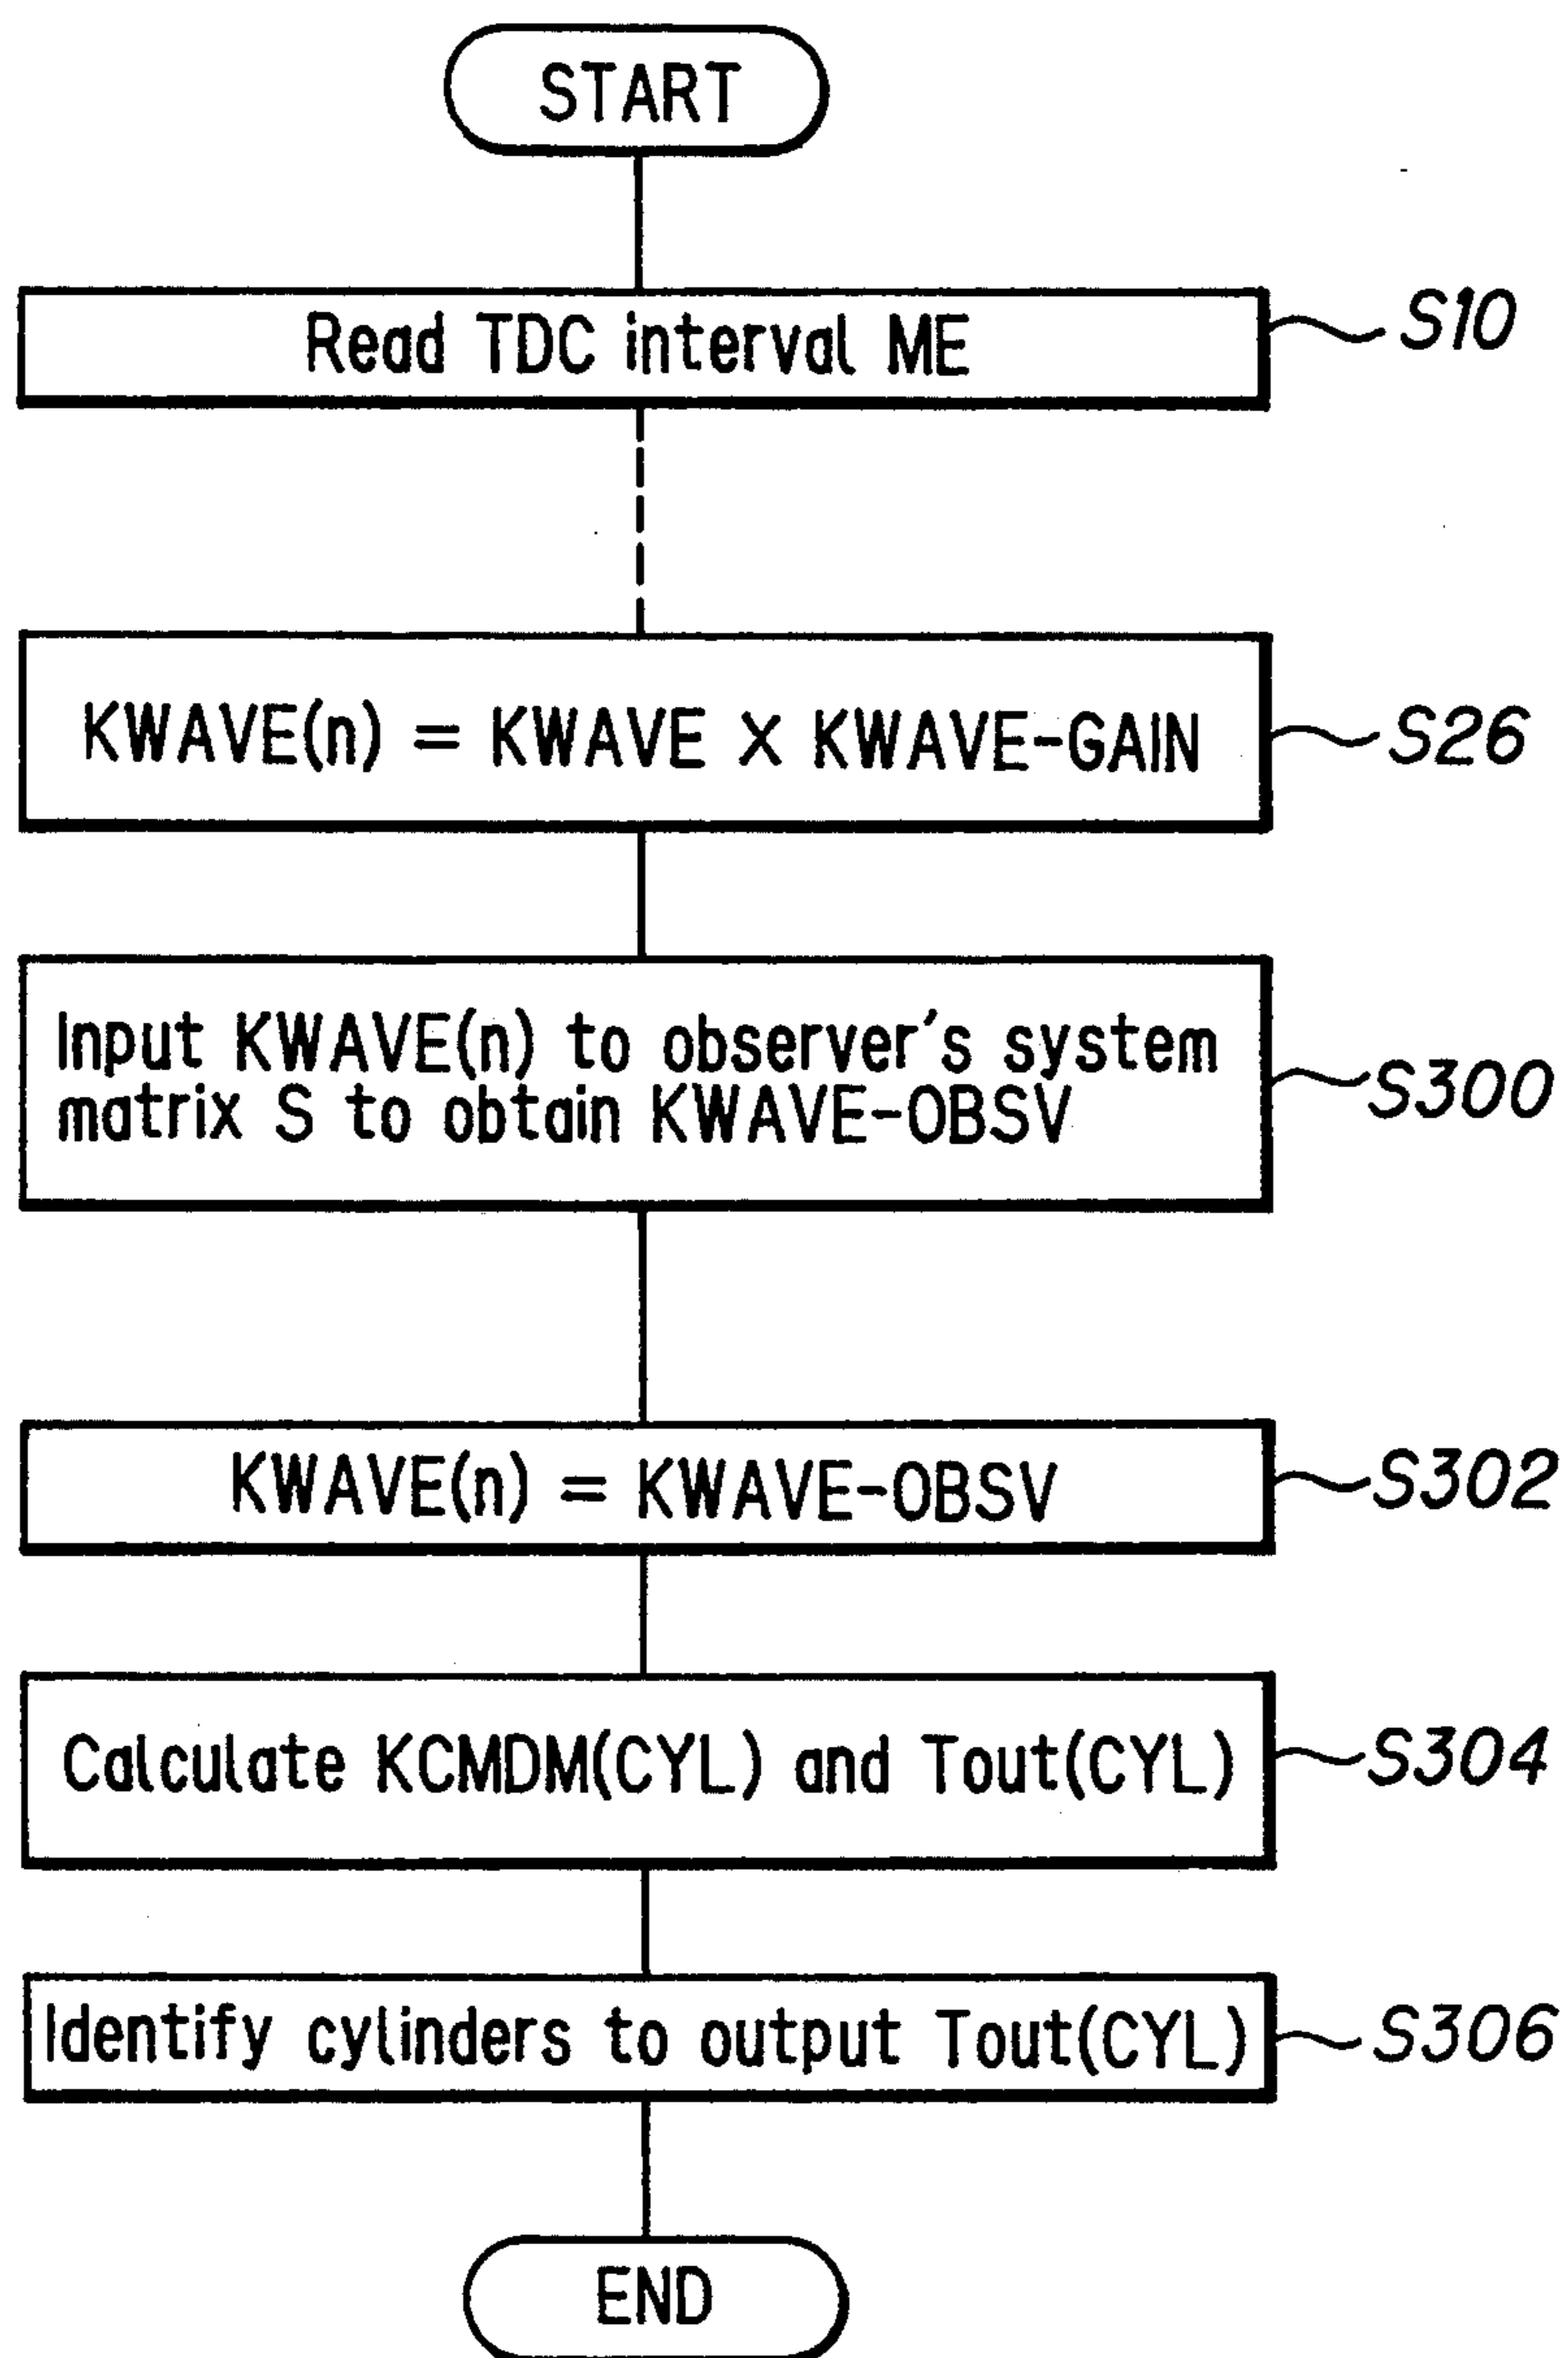 START
Read TDC interval ME
S10
KWAVE(n) = KWAVE X KWAVE-GAIN
S26
Input KWAVE(n) to observer's system
matrix S to obtain KWAVE-OBSV
S300
KWAVE(n) = KWAVE-OBSV
S302
Calculate KCMDM(CYL) and Tout(CYL)
S304
Identify cylinders to output Tout(CYL)
S306
END